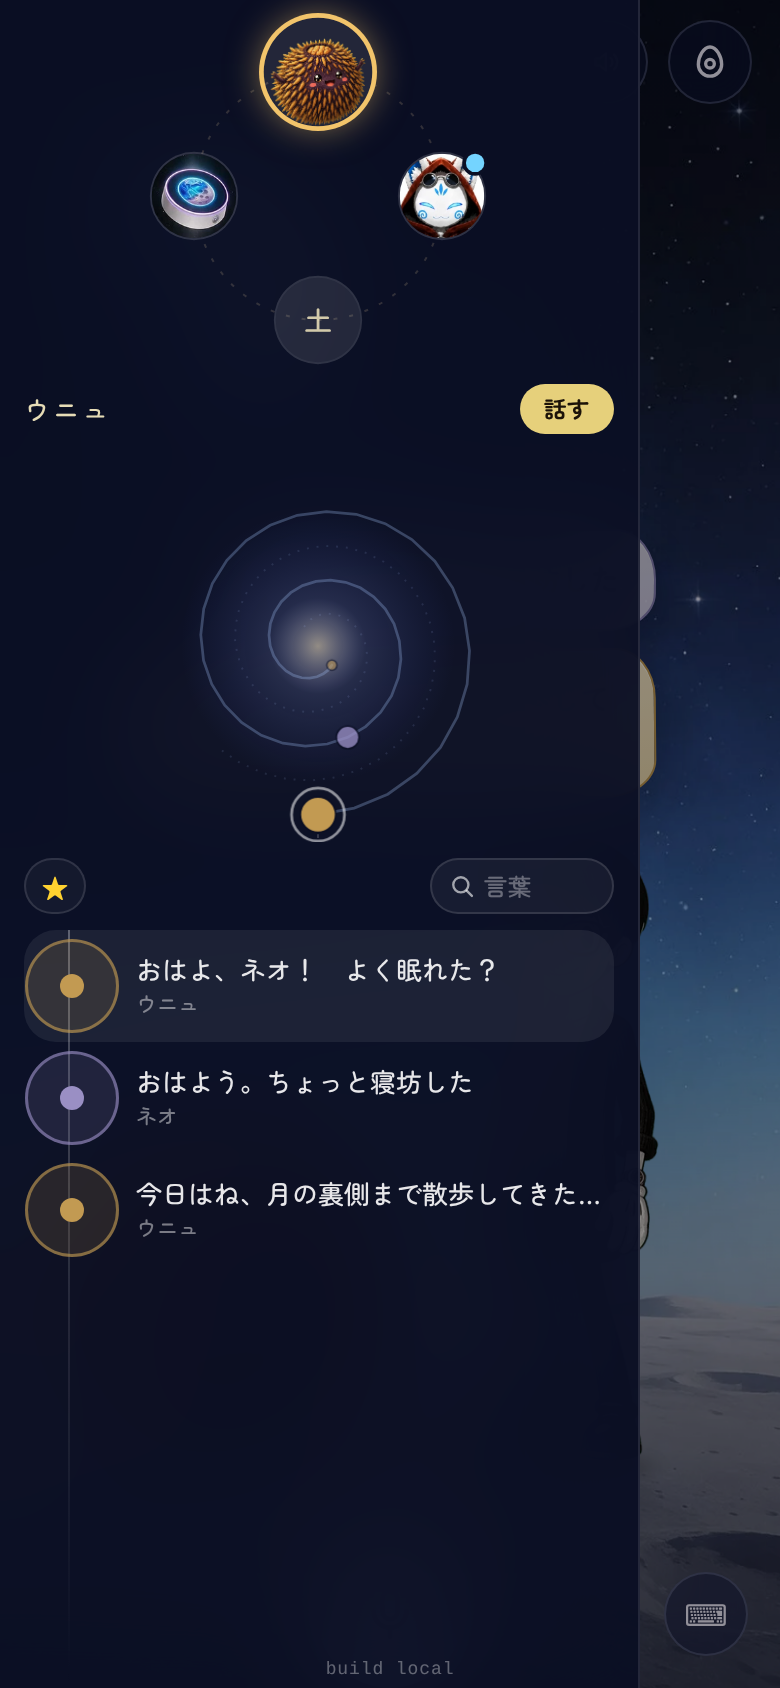 土
ウニュ
話す
言葉
おはよ、ネオ！　よく眠れた？
ウニュ
おはよう。ちょっと寝坊した
ネオ
今日はね、月の裏側まで散歩してきた…
ウニュ
build local